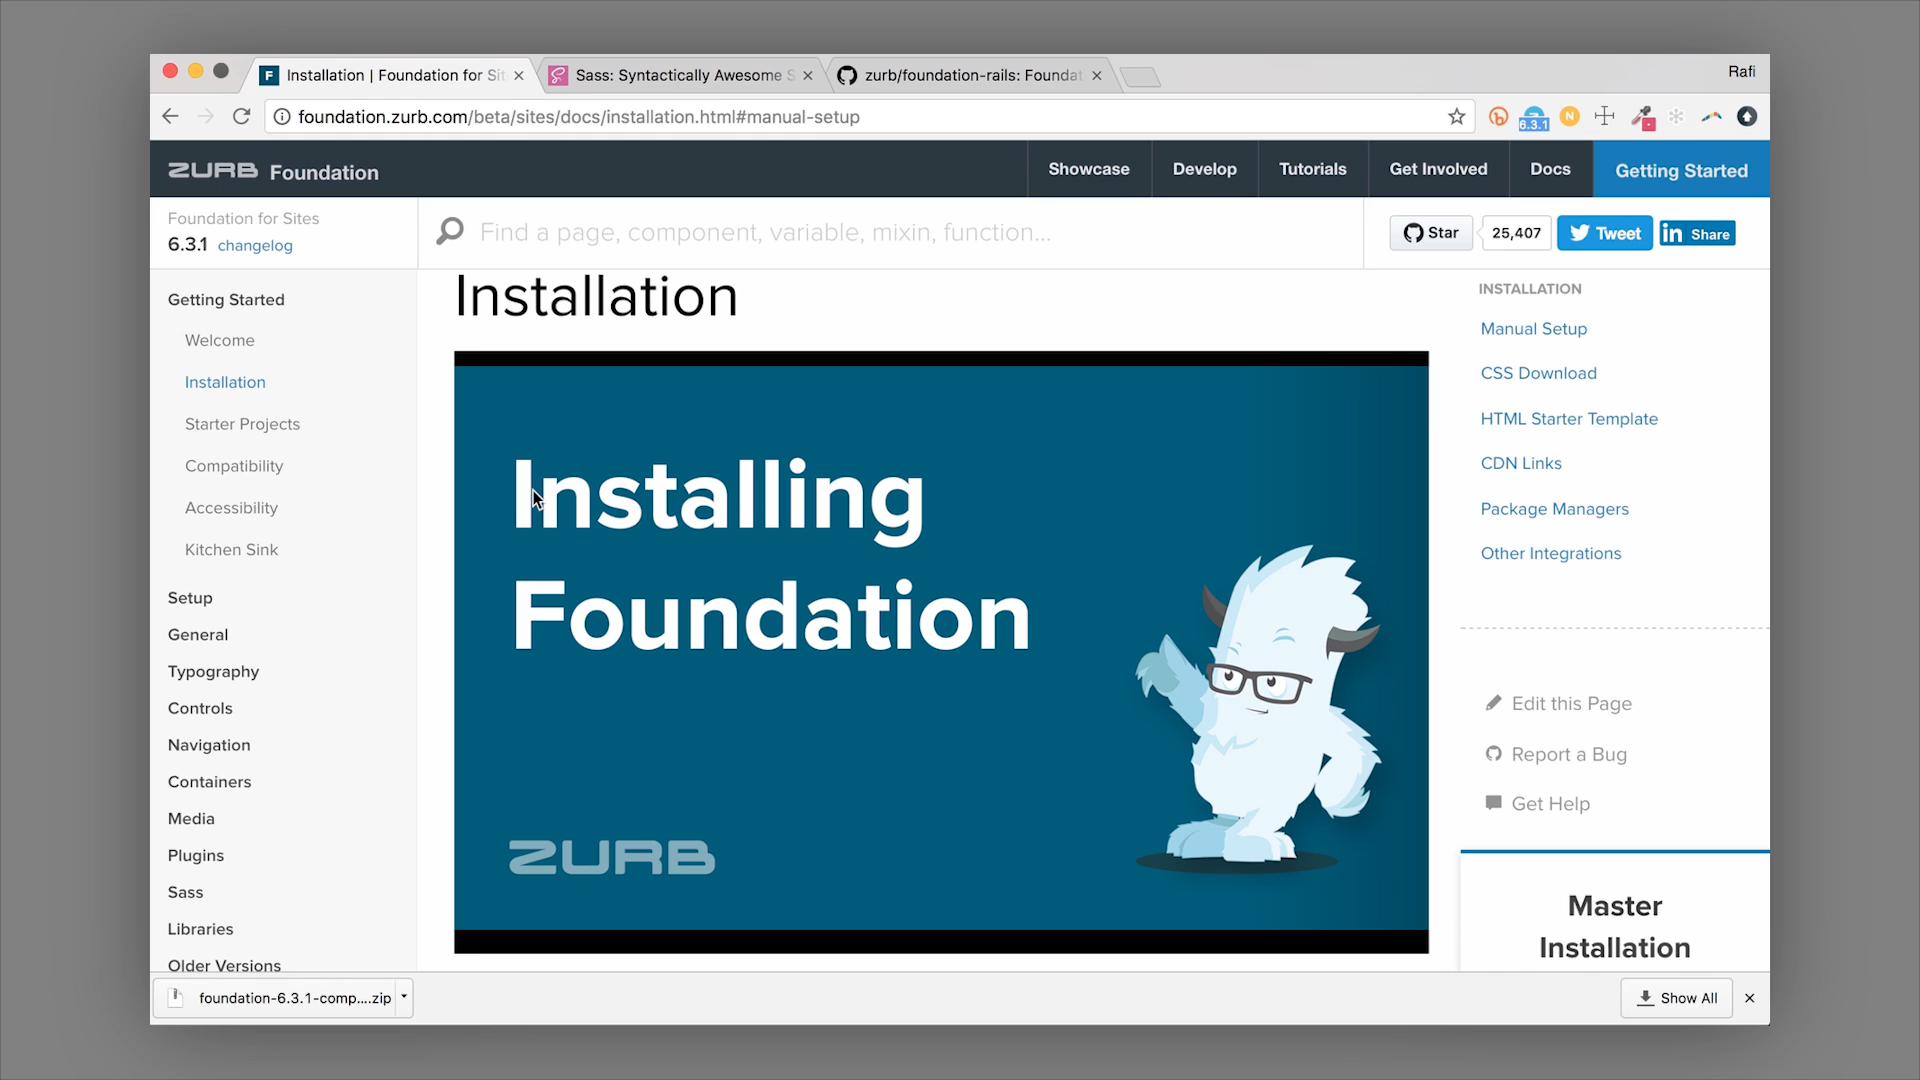 Installation | Foundation for Sit
Sass: Syntactically Awesome S
zurb/foundation-rails: Foundat
Rafi
foundation.zurb.com/beta/sites/docs/installation.html#manual-setup
6.3.1
N
ZURB Foundation
Showcase
Develop
Tutorials
Get Involved
Docs
Getting Started
Foundation for Sites
6.3.1 changelog
Find a page, component, variable, mixin, function...
Star
25,407
Tweet
in Share
Getting Started
Welcome
Installation
Starter Projects
Compatibility
Accessibility
Kitchen Sink
Setup
General
Typography
Controls
Navigation
Containers
Media
Plugins
Sass
Libraries
Older Versions
Installation
Installing
Foundation
ZURB
INSTALLATION
Manual Setup
CSS Download
HTML Starter Template
CDN Links
Package Managers
Other Integrations
Edit this Page
Report a Bug
Get Help
Master
Installation
foundation-6.3.1-comp....zip
Show All